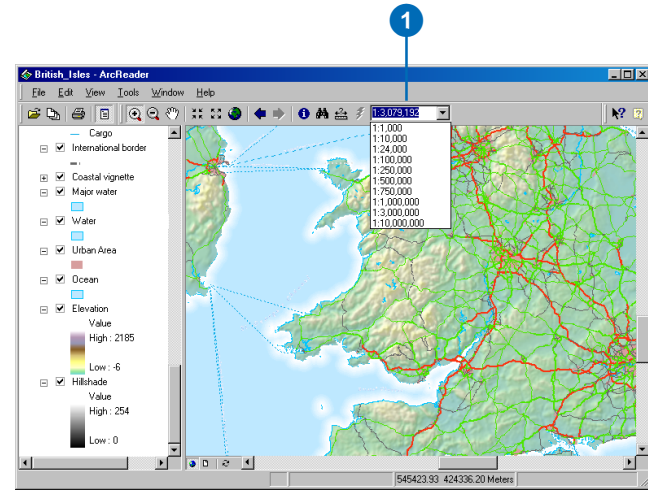 1
British_Isles - ArcReader
File Edit View Tools Window Help
1:3,079,192
1:1,000
1:10,000
1:24,000
1:100,000
1:250,000
1:500,000
1:750,000
1:1,000,000
1:3,000,000
1:10,000,000
Cargo
International border
Coastal vignette
Major water
Water
Urban Area
Ocean
Elevation
Value
High : 2185
Low : -6
Hillshade
Value
High : 254
Low : 0
545423.93 424336.20 Meters